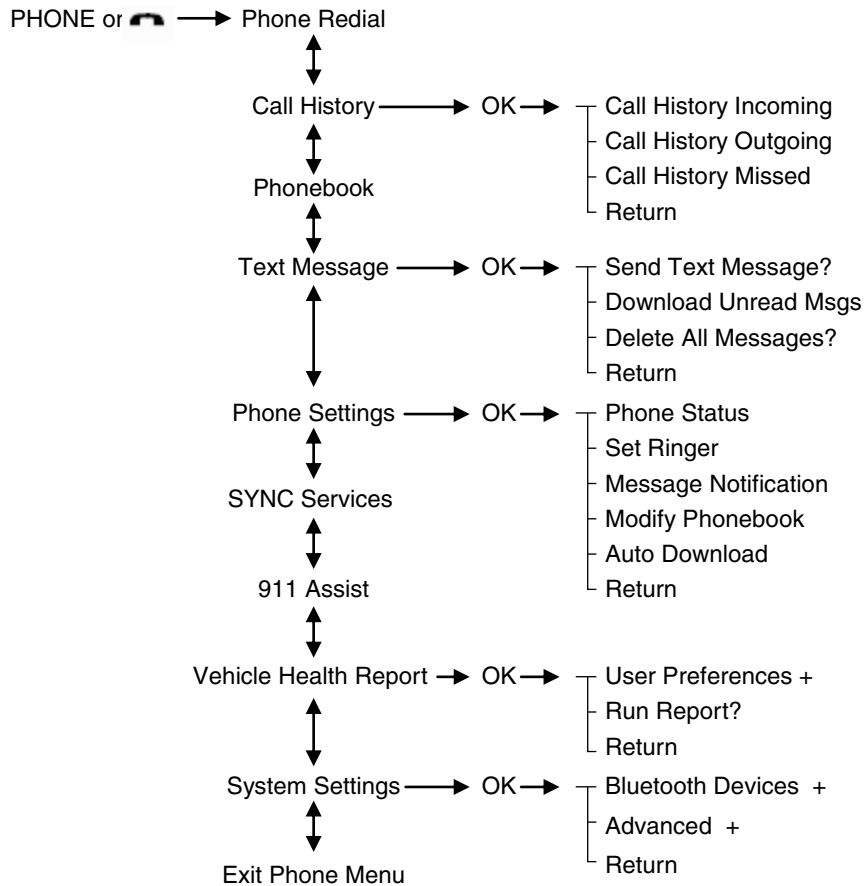 PHONE or Phone Redial
Call History OK Call History Incoming
Call History Outgoing
Call History Missed
Phonebook
Return
Text Message OK Send Text Message?
Download Unread Msgs
Delete All Messages?
Return
Phone Settings OK Phone Status
Set Ringer
Message Notification
SYNC Services
Modify Phonebook
Auto Download
911 Assist
Return
Vehicle Health Report OK User Preferences +
Run Report?
Return
System Settings OK Bluetooth Devices +
Advanced +
Return
Exit Phone Menu